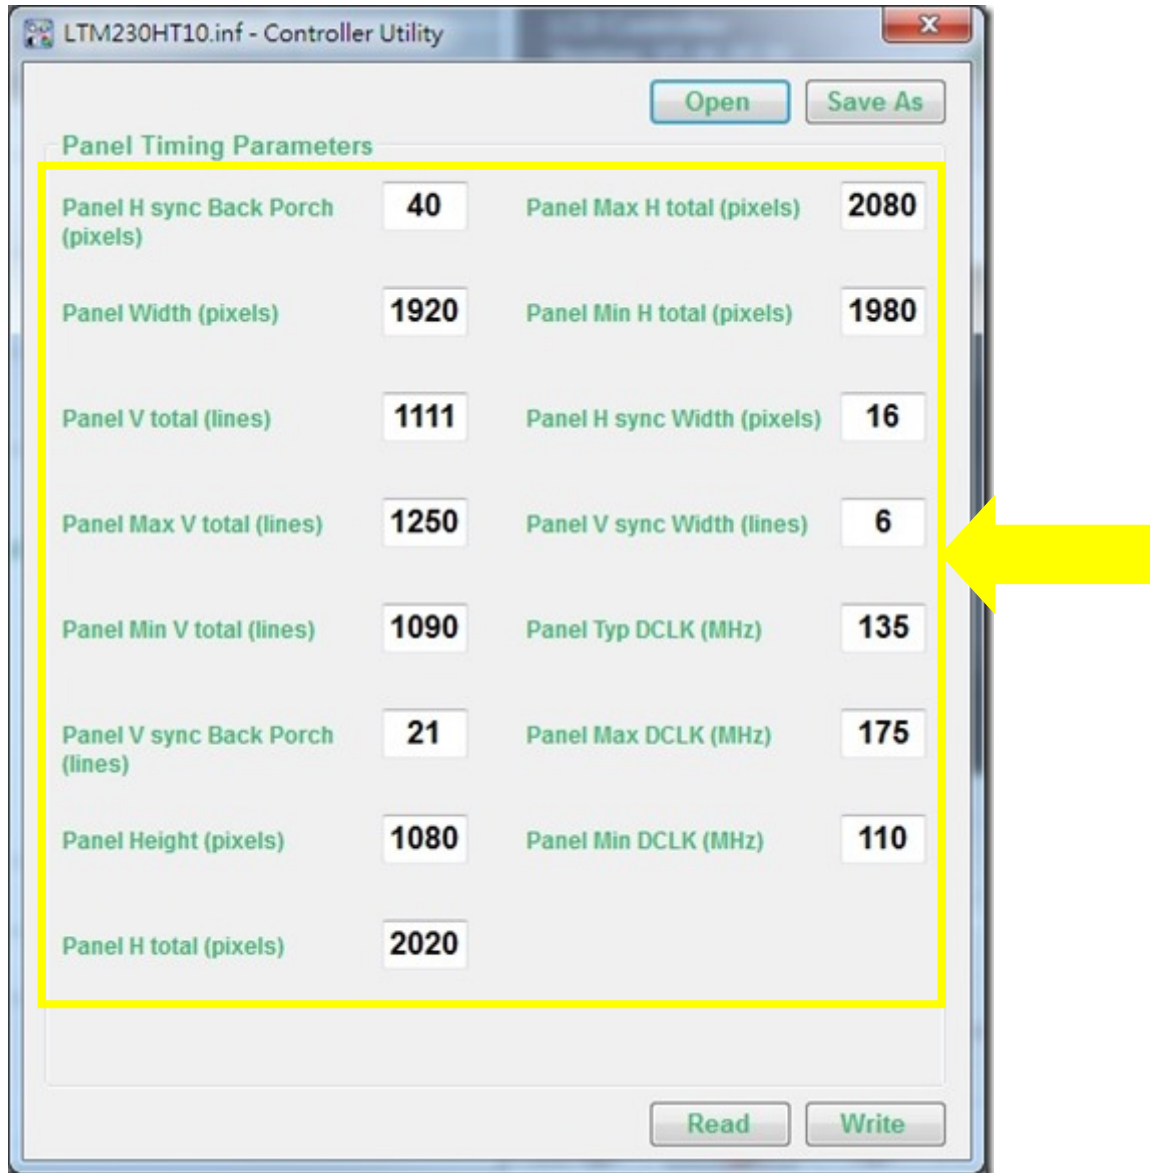 LTM230HT10.inf - Controller Utility
Open Save As
Panel Timing Parameters
Panel H sync Back Porch
(pixels)
40
Panel Max H total (pixels) 2080
Panel Width (pixels) 1920
Panel Min H total (pixels) 1980
Panel V total (lines) 1111
Panel H sync Width (pixels) 16
Panel Max V total (lines) 1250
Panel V sync Width (lines) 6
Panel Min V total (lines) 1090
Panel Typ DCLK (MHz) 135
Panel V sync Back Porch
(lines)
21
Panel Max DCLK (MHz) 175
Panel Height (pixels) 1080
Panel Min DCLK (MHz) 110
Panel H total (pixels) 2020
Read Write